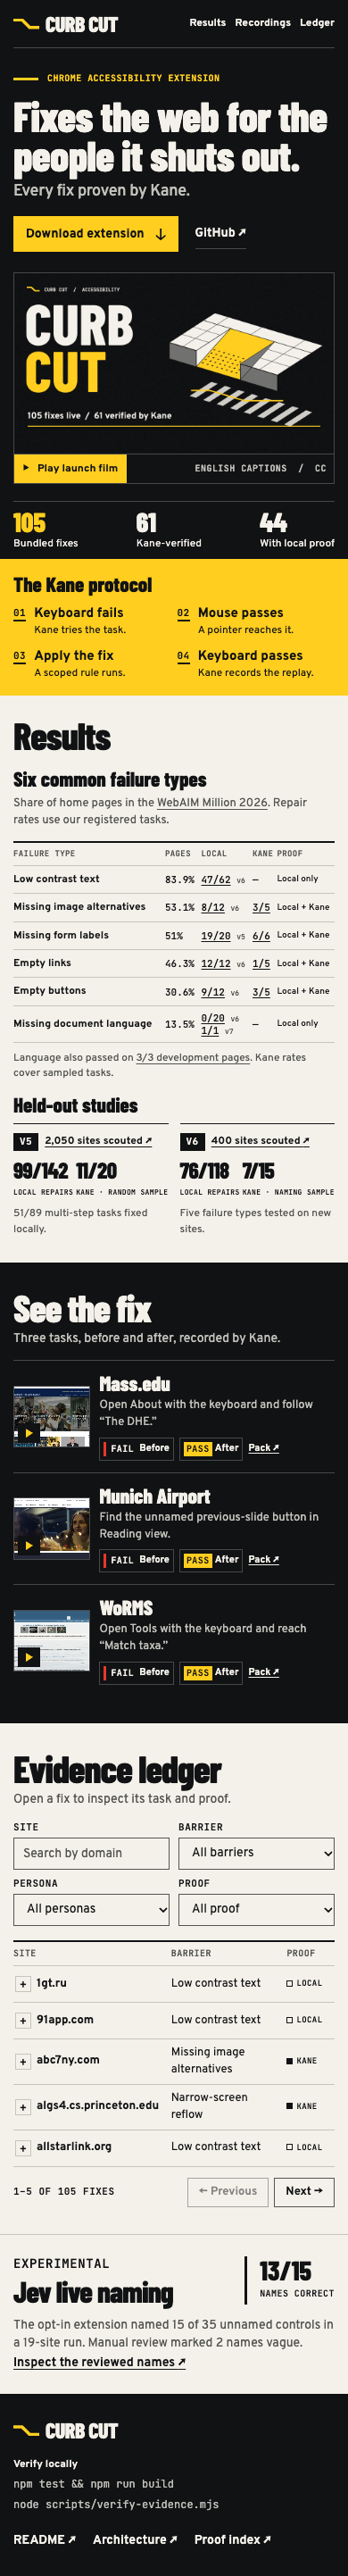 CURB CUT
Results Recordings Ledger
CHROME ACCESSIBILITY EXTENSION
Fixes the web for the
people it shuts out.
Every fix proven by Kane.
Download extension ↓
GitHub ↗
CURB CUT / ACCESSIBILITY
CURB
CUT
105 fixes live / 61 verified by Kane
Play launch film
ENGLISH CAPTIONS / CC
105 61 44
Bundled fixes Kane-verified With local proof
The Kane protocol
01 Keyboard fails
Kane tries the task.
02 Mouse passes
A pointer reaches it.
03 Apply the fix
A scoped rule runs.
04 Keyboard passes
Kane records the replay.
Results
Six common failure types
Share of home pages in the WebAIM Million 2026. Repair
rates use our registered tasks.
FAILURE TYPE PAGES LOCAL KANE PROOF
Low contrast text 83.9% 47/62 v6 — Local only
Missing image alternatives 53.1% 8/12 v6 3/5 Local + Kane
Missing form labels 51% 19/20 v5 6/6 Local + Kane
Empty links 46.3% 12/12 v6 1/5 Local + Kane
Empty buttons 30.6% 9/12 v6 3/5 Local + Kane
Missing document language 13.5% 0/20 v6 1/1 v7 — Local only
Language also passed on 3/3 development pages. Kane rates
cover sampled tasks.
Held-out studies
V5 2,050 sites scouted ↗
99/142 11/20
LOCAL REPAIRS KANE · RANDOM SAMPLE
51/89 multi-step tasks fixed
locally.
V6 400 sites scouted ↗
76/118 7/15
LOCAL REPAIRS KANE · NAMING SAMPLE
Five failure types tested on new
sites.
See the fix
Three tasks, before and after, recorded by Kane.
Mass.edu
Open About with the keyboard and follow
“The DHE.”
FAIL Before PASS After Pack ↗
Munich Airport
Find the unnamed previous-slide button in
Reading view.
FAIL Before PASS After Pack ↗
WoRMS
Open Tools with the keyboard and reach
“Match taxa.”
FAIL Before PASS After Pack ↗
Evidence ledger
Open a fix to inspect its task and proof.
SITE BARRIER
Search by domain All barriers
PERSONA PROOF
All personas All proof
SITE BARRIER PROOF
+ 1gt.ru Low contrast text LOCAL
+ 91app.com Low contrast text LOCAL
+ abc7ny.com Missing image alternatives KANE
+ algs4.cs.princeton.edu Narrow-screen reflow KANE
+ allstarlink.org Low contrast text LOCAL
1–5 OF 105 FIXES ← Previous Next →
EXPERIMENTAL
Jev live naming
13/15
NAMES CORRECT
The opt-in extension named 15 of 35 unnamed controls in
a 19-site run. Manual review marked 2 names vague.
Inspect the reviewed names ↗
CURB CUT
Verify locally
npm test && npm run build
node scripts/verify-evidence.mjs
README ↗ Architecture ↗ Proof index ↗